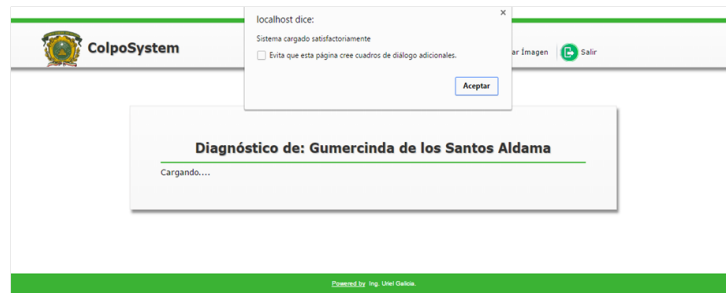 localhost dice:
×
Sistema cargado satisfactoriamente
Evita que esta página cree cuadros de diálogo adicionales.
Aceptar
ColpoSystem
ar Ímagen
Salir
Diagnóstico de: Gumercinda de los Santos Aldama
Cargando....
Powered by Ing. Uriel Galicia.